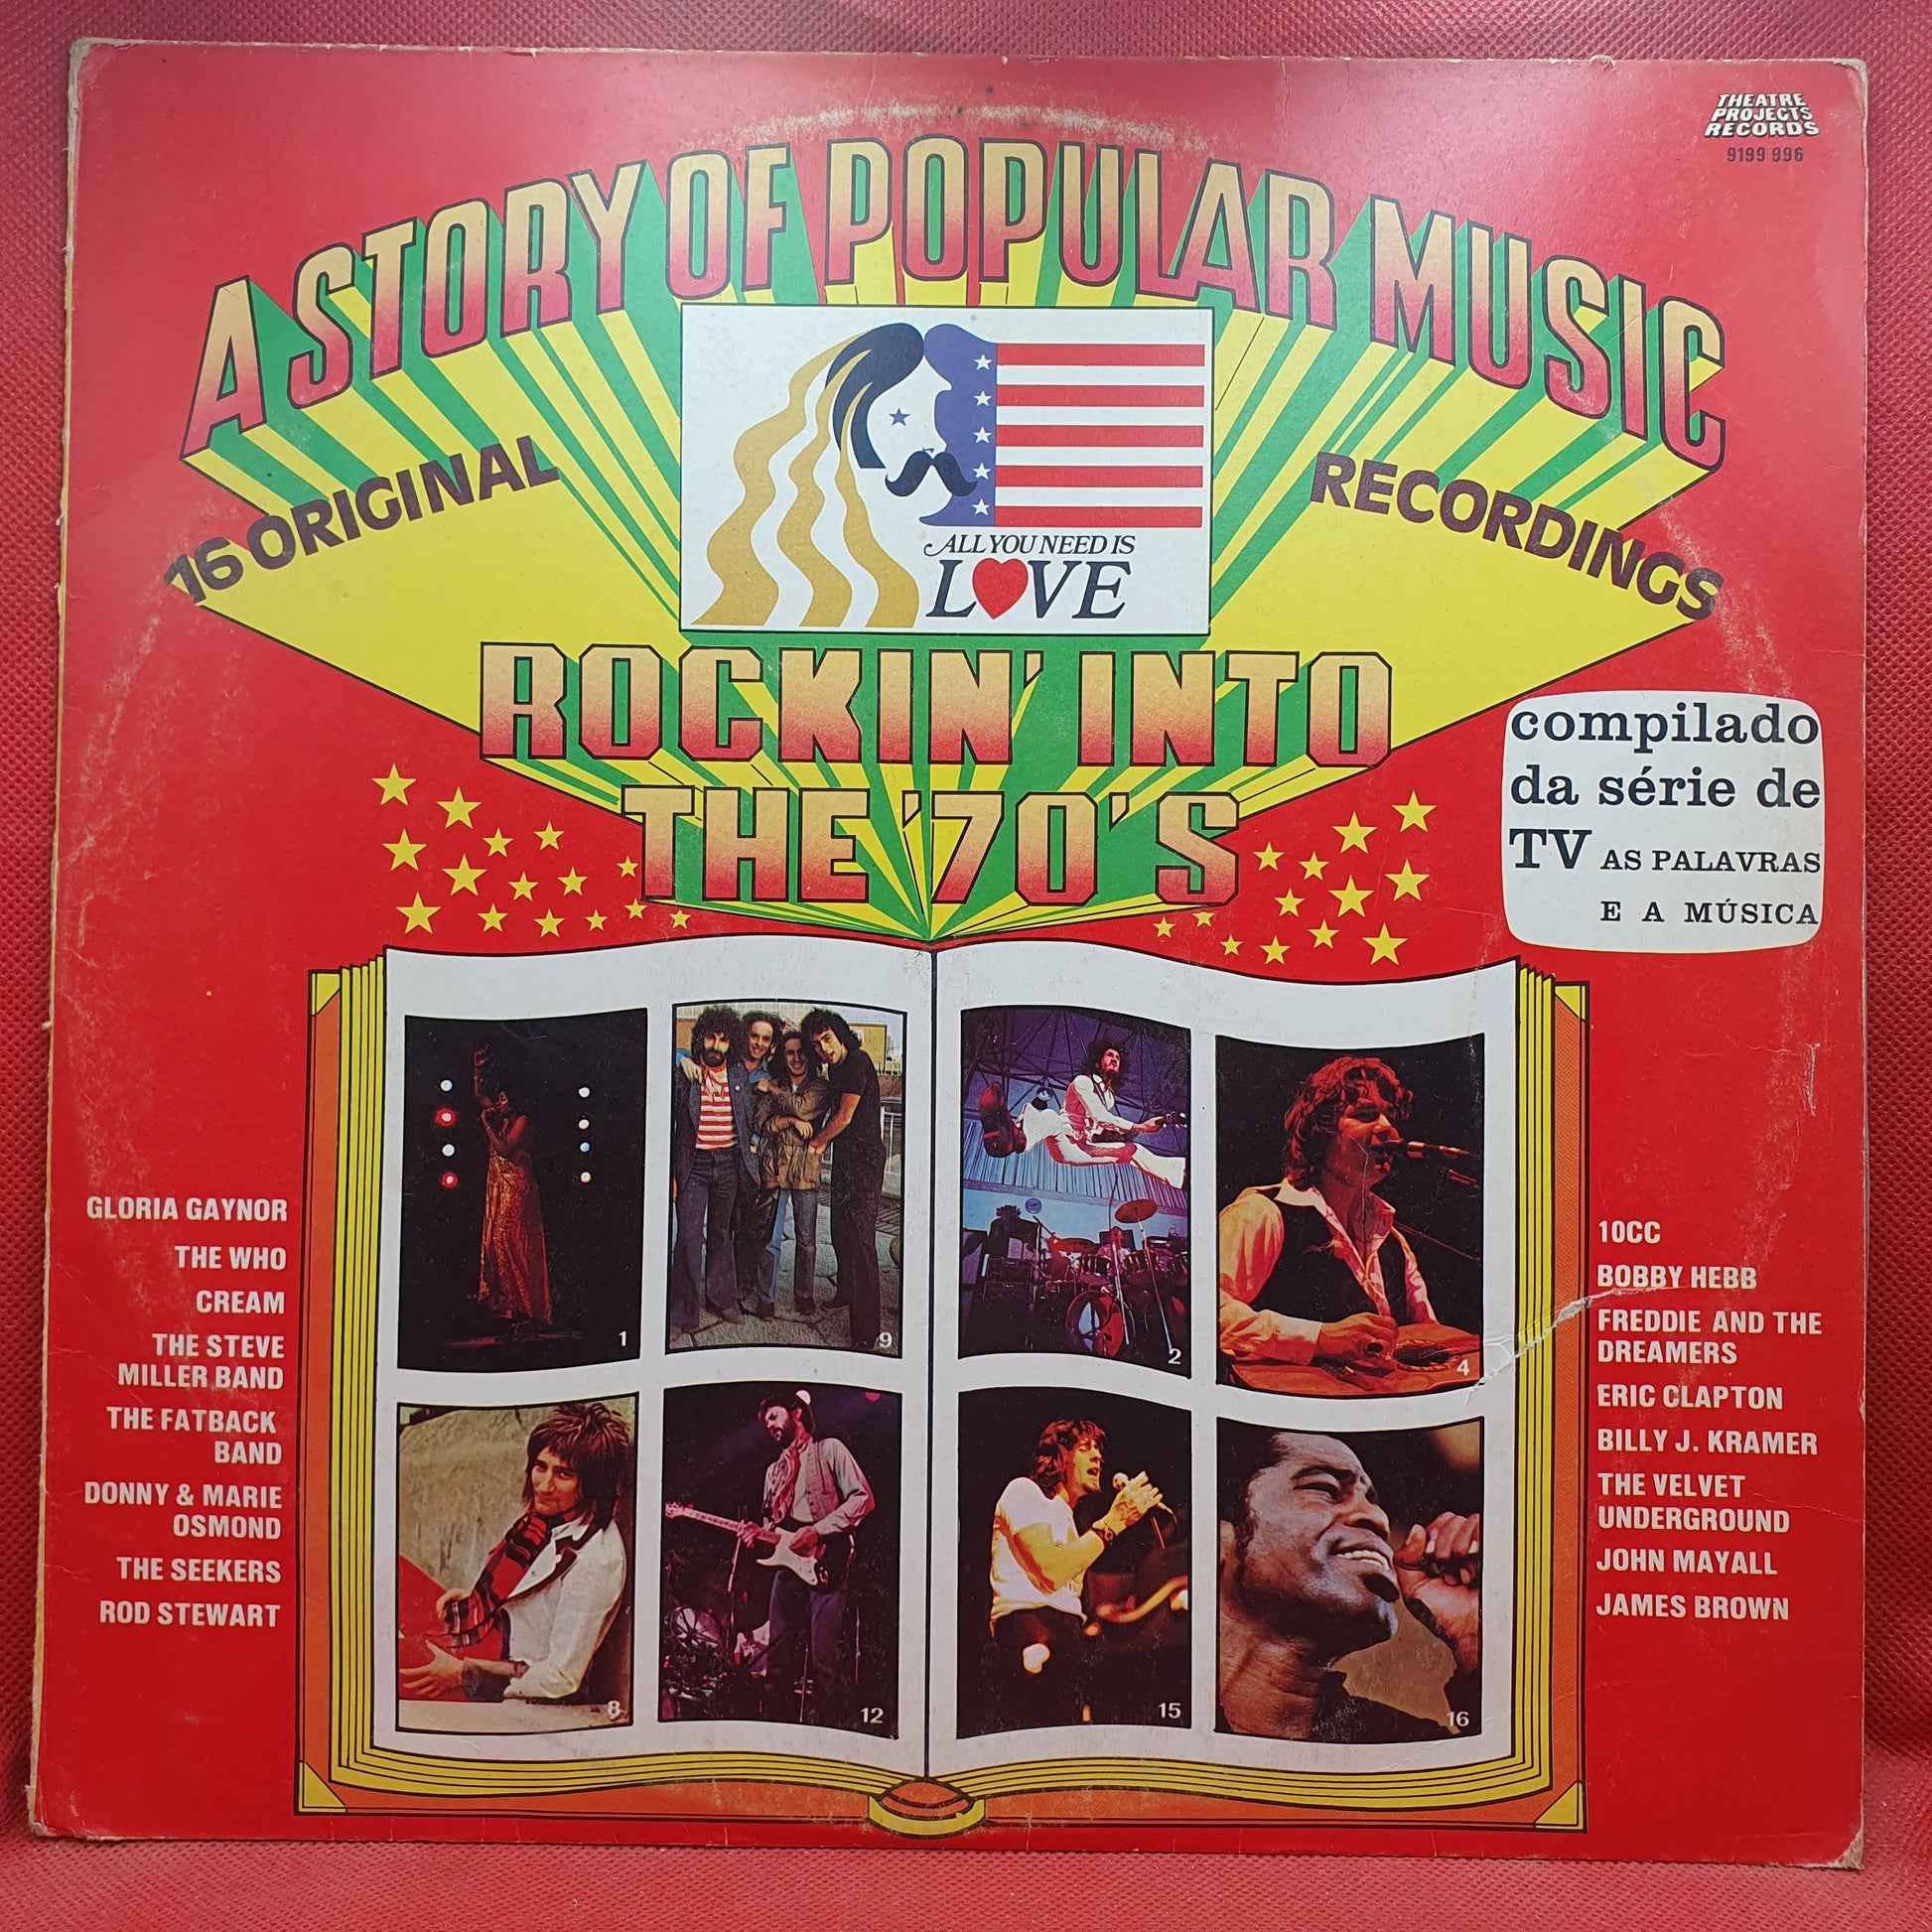 THEATRE
PROJECTS
RECORDS
9199 996
A STORY OF POPULAR MUSIC
16 ORIGINAL
RECORDINGS
ALL YOU NEED IS
LOVE
ROCKIN' INTO
THE '70'S
compilado
da série de
TV AS PALAVRAS
E A MÚSICA
GLORIA GAYNOR
THE WHO
CREAM
THE STEVE
MILLER BAND
THE FATBACK
BAND
DONNY & MARIE
OSMOND
THE SEEKERS
ROD STEWART
1
9
2
4
8
12
15
16
10CC
BOBBY HEBB
FREDDIE AND THE
DREAMERS
ERIC CLAPTON
BILLY J. KRAMER
THE VELVET
UNDERGROUND
JOHN MAYALL
JAMES BROWN